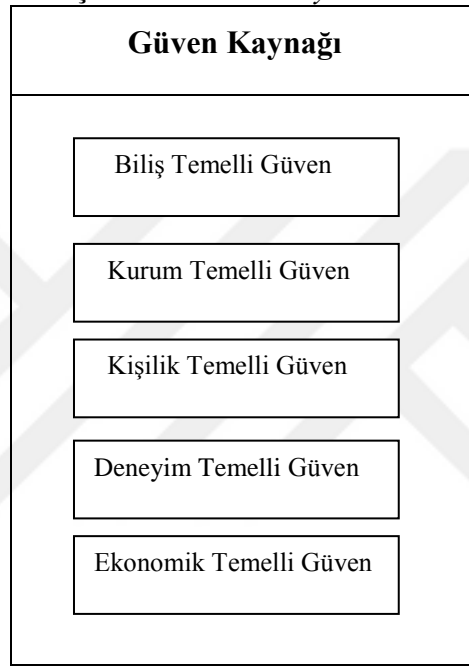 Güven Kaynağı
Biliş Temelli Güven
Kurum Temelli Güven
Kişilik Temelli Güven
Deneyim Temelli Güven
Ekonomik Temelli Güven